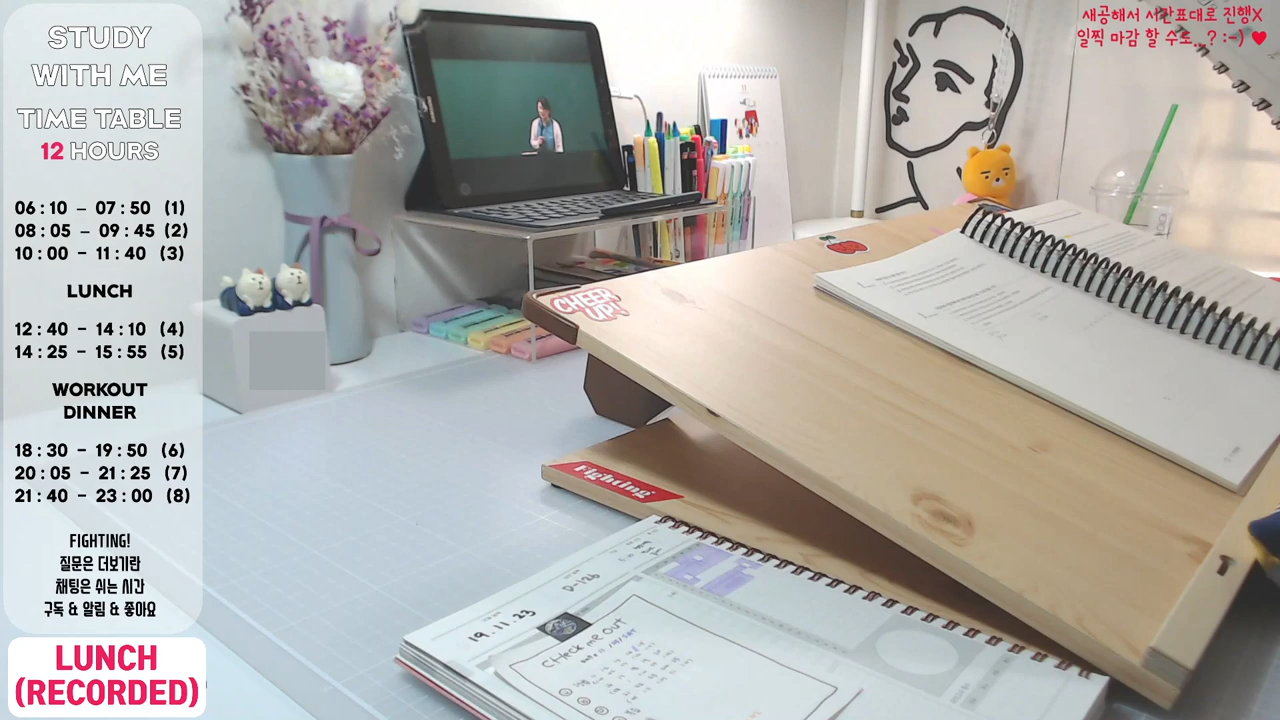 STUDY
WITH ME
TIME TABLE
12 HOURS
06:10 – 07:50 (1)
08:05 – 09:45 (2)
10:00 – 11:40 (3)
LUNCH
12:40 – 14:10 (4)
14:25 – 15:55 (5)
WORKOUT
DINNER
18:30 – 19:50 (6)
20:05 – 21:25 (7)
21:40 – 23:00 (8)
FIGHTING!
질문은 더보기란
채팅은 쉬는 시간
구독 & 알림 & 좋아요
LUNCH
(RECORDED)
새공해서 시간표대로 진행X
일찍 마감 할 수도...? :-) ♥
CHEER
UP!
Fighting
19.11.23
D-126
CHeck me OUT